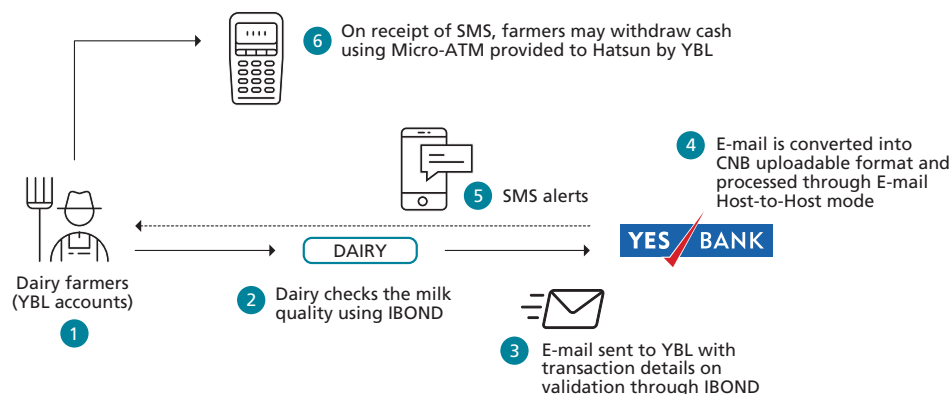 6 On receipt of SMS, farmers may withdraw cash
using Micro-ATM provided to Hatsun by YBL
4 E-mail is converted into
CNB uploadable format and
processed through E-mail
Host-to-Host mode
5 SMS alerts
YES BANK
DAIRY
Dairy farmers
(YBL accounts)
1
2 Dairy checks the milk
quality using IBOND
3 E-mail sent to YBL with
transaction details on
validation through IBOND